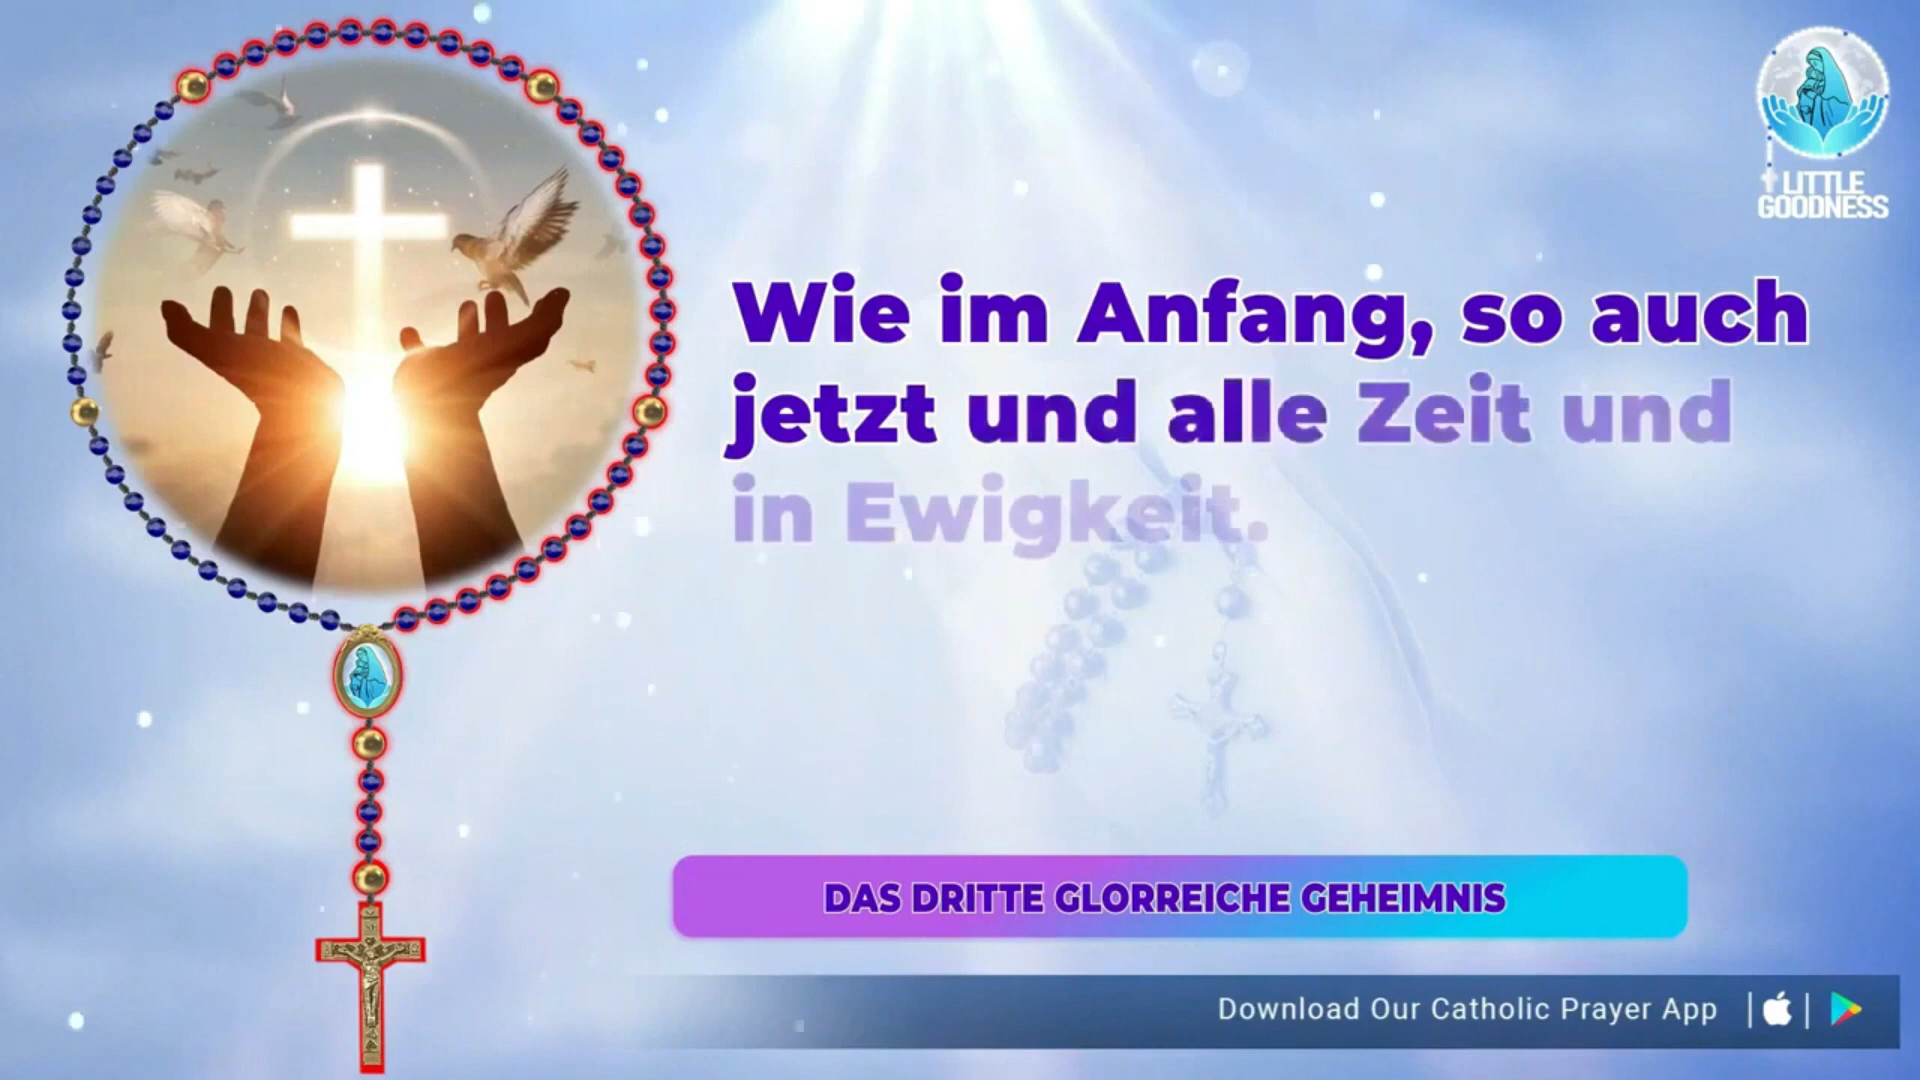 LITTLE
GOODNESS
Wie im Anfang, so auch
jetzt und alle Zeit und
in Ewigkeit.
DAS DRITTE GLORREICHE GEHEIMNIS
Download Our Catholic Prayer App